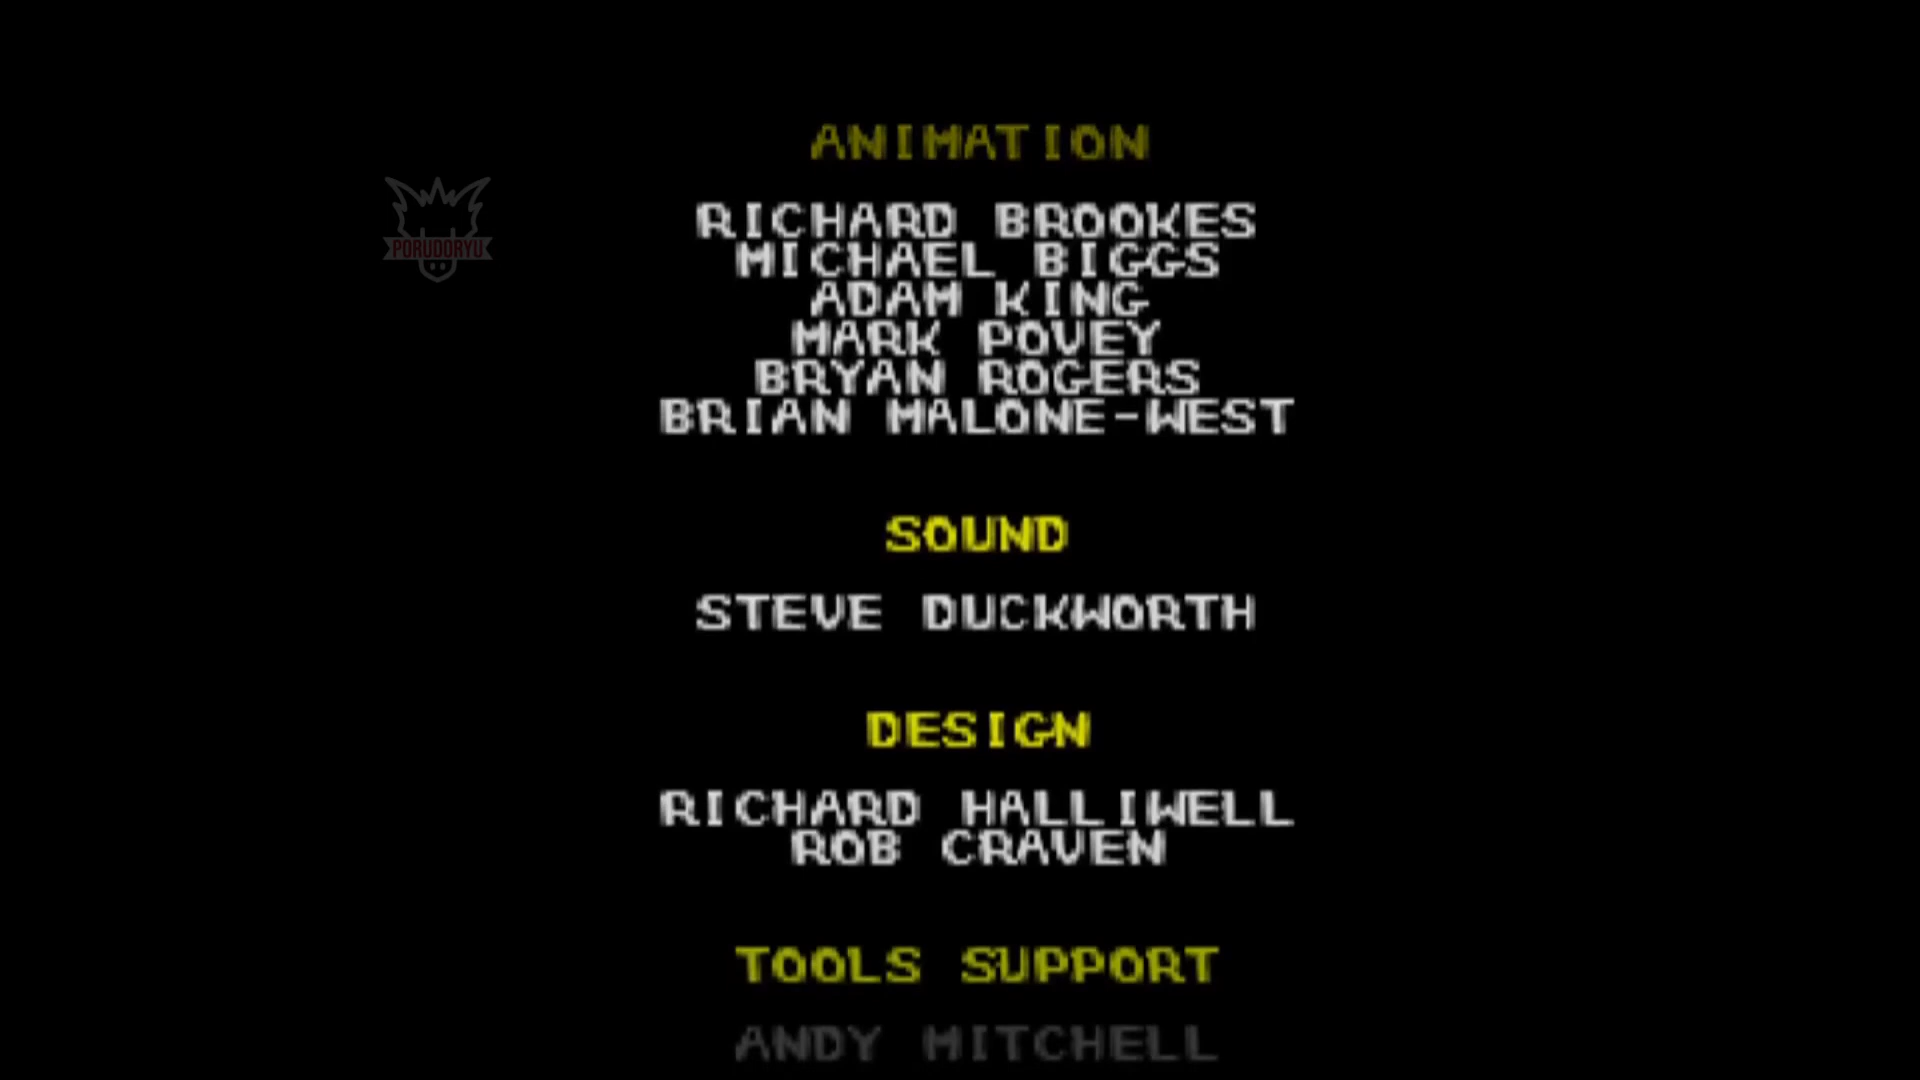 ANIMATION
PORUDORYU
RICHARD BROOKES
MICHAEL BIGGS
ADAM KING
MARK POVEY
BRYAN ROGERS
BRIAN MALONE-WEST
SOUND
STEVE DUCKWORTH
DESIGN
RICHARD HALLIWELL
ROB CRAVEN
TOOLS SUPPORT
ANDY MITCHELL